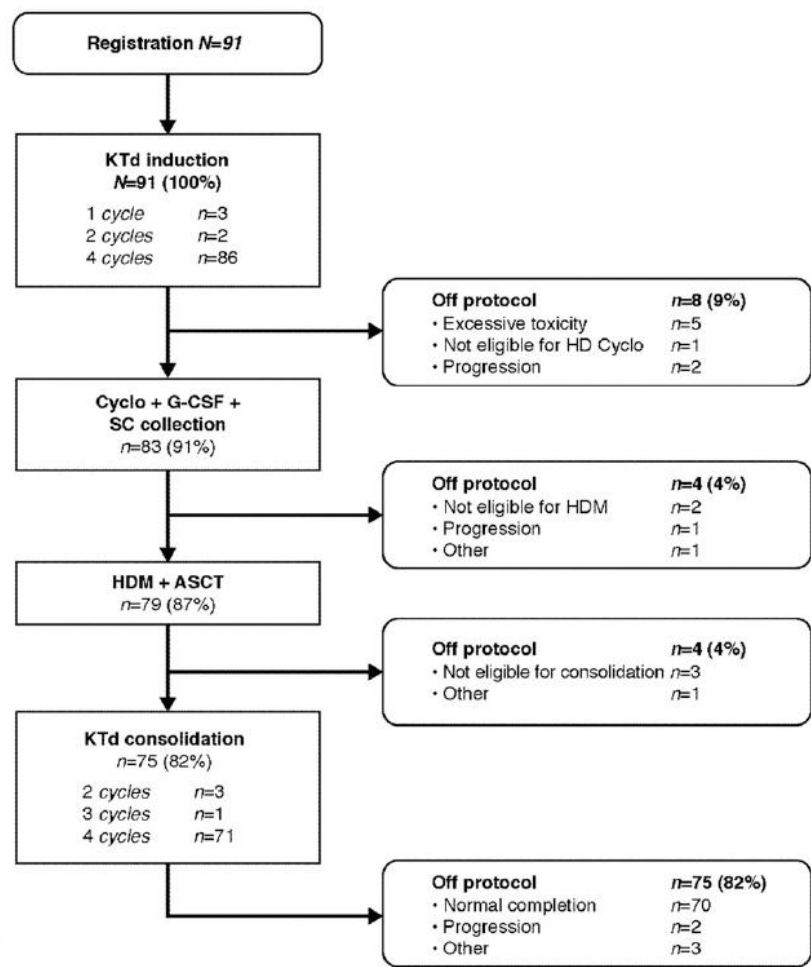 Registration N=91
KTd induction
N=91 (100%)
1 cycle n=3
2 cycles n=2
4 cycles n=86
Off protocol n=8 (9%)
• Excessive toxicity n=5
• Not eligible for HD Cyclo n=1
• Progression n=2
Cyclo + G-CSF +
SC collection
n=83 (91%)
Off protocol n=4 (4%)
• Not eligible for HDM n=2
• Progression n=1
• Other n=1
HDM + ASCT
n=79 (87%)
Off protocol n=4 (4%)
• Not eligible for consolidation n=3
• Other n=1
KTd consolidation
n=75 (82%)
2 cycles n=3
3 cycles n=1
4 cycles n=71
Off protocol n=75 (82%)
• Normal completion n=70
• Progression n=2
• Other n=3